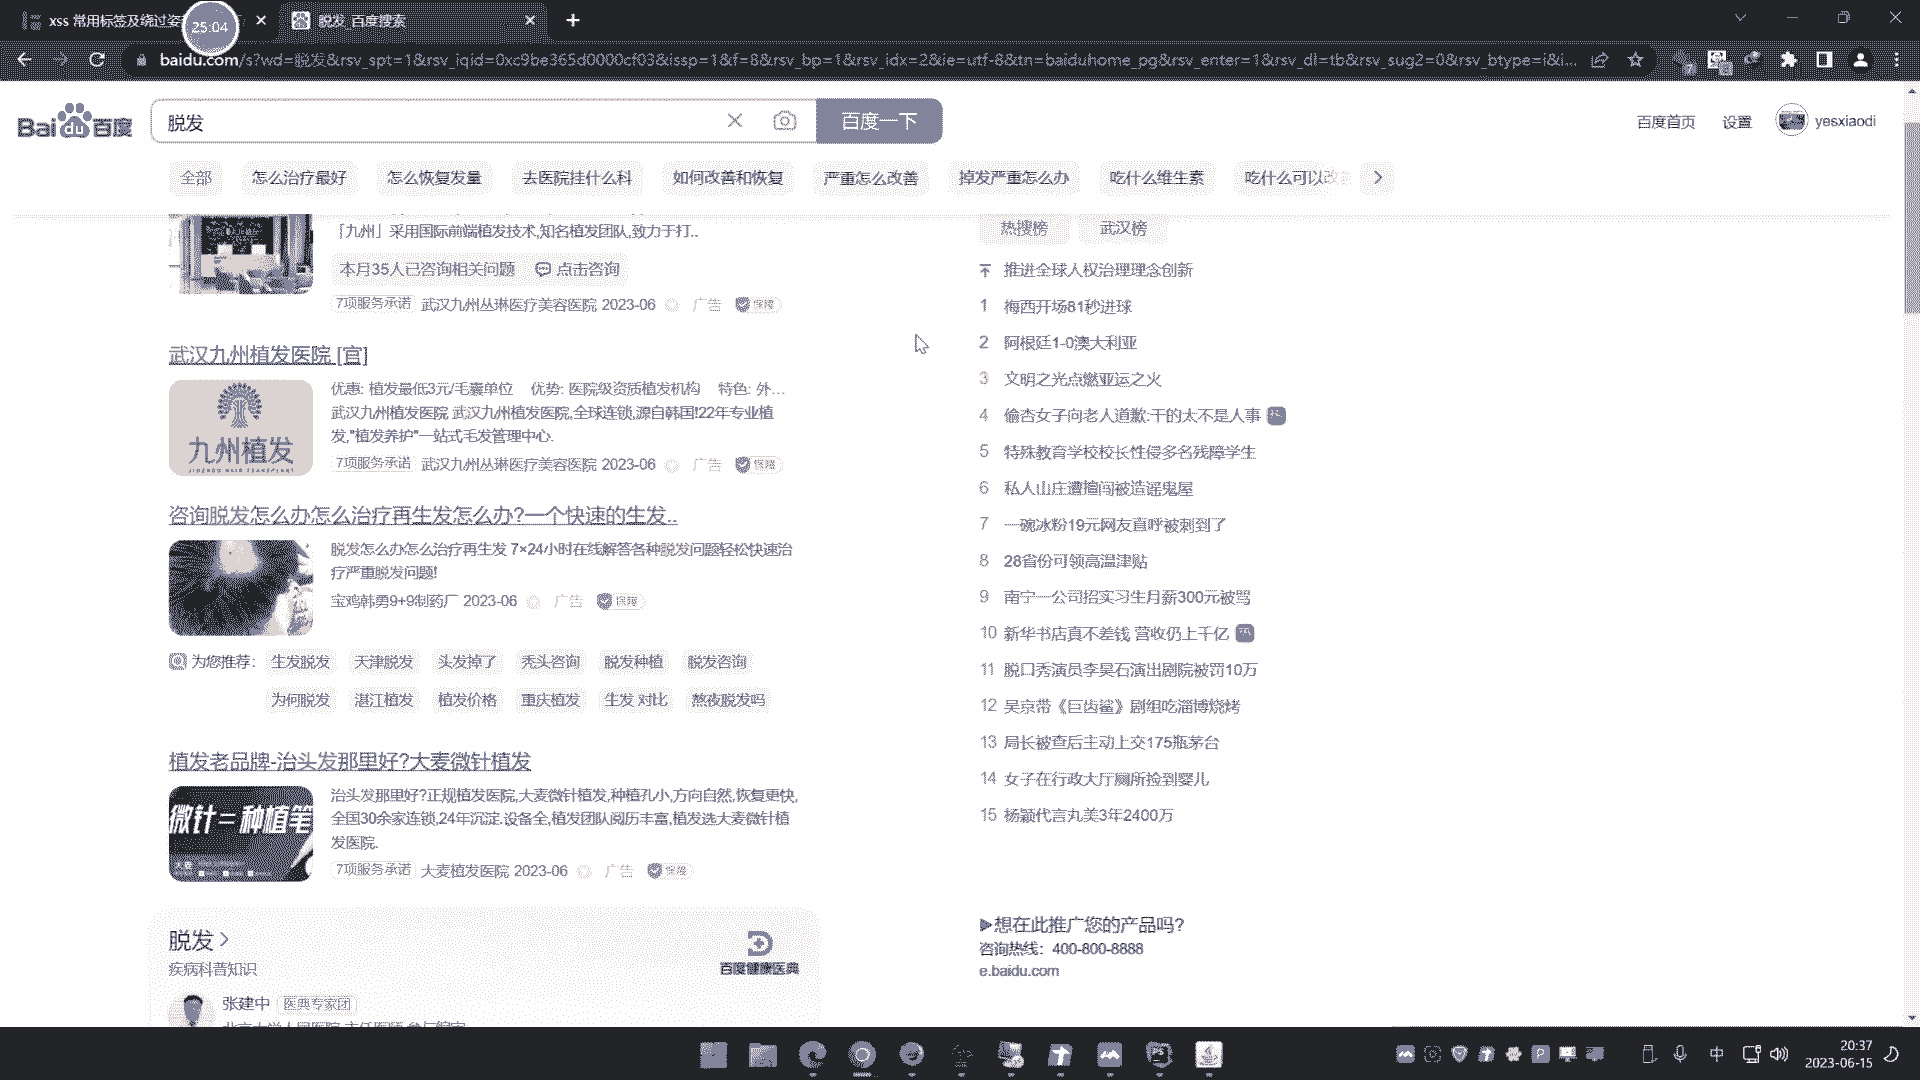 xss 常用标签及绕过姿
25:04
脱发_百度搜索
baidu.com/s?wd=脱发&rsv_spt=1&rsv_iqid=0xc9be365d0000cf03&issp=1&f=8&rsv_bp=1&rsv_idx=2&ie=utf-8&tn=baiduhome_pg&rsv_enter=1&rsv_dl=tb&rsv_sug2=0&rsv_btype=i&i...
Bai du 百度
脱发
百度一下
百度首页 设置 yesxiaodi
全部 怎么治疗最好 怎么恢复发量 去医院挂什么科 如何改善和恢复 严重怎么改善 掉发严重怎么办 吃什么维生素 吃什么可以改善
「九州」采用国际前端植发技术,知名植发团队,致力于打..
本月35人已咨询相关问题 点击咨询
7项服务承诺 武汉九州丛琳医疗美容医院 2023-06 广告 保障
武汉九州植发医院 [官]
优惠: 植发最低3元/毛囊单位 优势: 医院级资质植发机构 特色: 外...
武汉九州植发医院 武汉九州植发医院,全球连锁,源自韩国!22年专业植
发,"植发养护"一站式毛发管理中心.
九州植发
7项服务承诺 武汉九州丛琳医疗美容医院 2023-06 广告 保障
咨询脱发怎么办怎么治疗再生发怎么办?一个快速的生发..
脱发怎么办怎么治疗再生发 7×24小时在线解答各种脱发问题轻松快速治
疗严重脱发问题!
宝鸡韩勇9+9制药厂 2023-06 广告 保障
为您推荐: 生发脱发 天津脱发 头发掉了 秃头咨询 脱发种植 脱发咨询
为何脱发 湛江植发 植发价格 重庆植发 生发 对比 熬夜脱发吗
植发老品牌-治头发那里好?大麦微针植发
微针=种植笔
治头发那里好?正规植发医院,大麦微针植发,种植孔小,方向自然,恢复更快,
全国30余家连锁,24年沉淀.设备全,植发团队阅历丰富,植发选大麦微针植
发医院.
7项服务承诺 大麦植发医院 2023-06 广告 保障
脱发
疾病科普知识
百度健康医典
张建中 医典专家团
热搜榜 武汉榜
推进全球人权治理理念创新
1 梅西开场81秒进球
2 阿根廷1-0澳大利亚
3 文明之光点燃亚运之火
4 偷杏女子向老人道歉:干的太不是人事 热
5 特殊教育学校校长性侵多名残障学生
6 私人山庄遭擅闯被造谣鬼屋
7 一碗冰粉19元网友直呼被刺到了
8 28省份可领高温津贴
9 南宁一公司招实习生月薪300元被骂
10 新华书店真不差钱 营收仍上千亿 热
11 脱口秀演员李昊石演出剧院被罚10万
12 吴京带《巨齿鲨》剧组吃淄博烧烤
13 局长被查后主动上交175瓶茅台
14 女子在行政大厅厕所捡到婴儿
15 杨颖代言丸美3年2400万
想在此推广您的产品吗?
咨询热线: 400-800-8888
e.baidu.com
中
20:37
2023-06-15